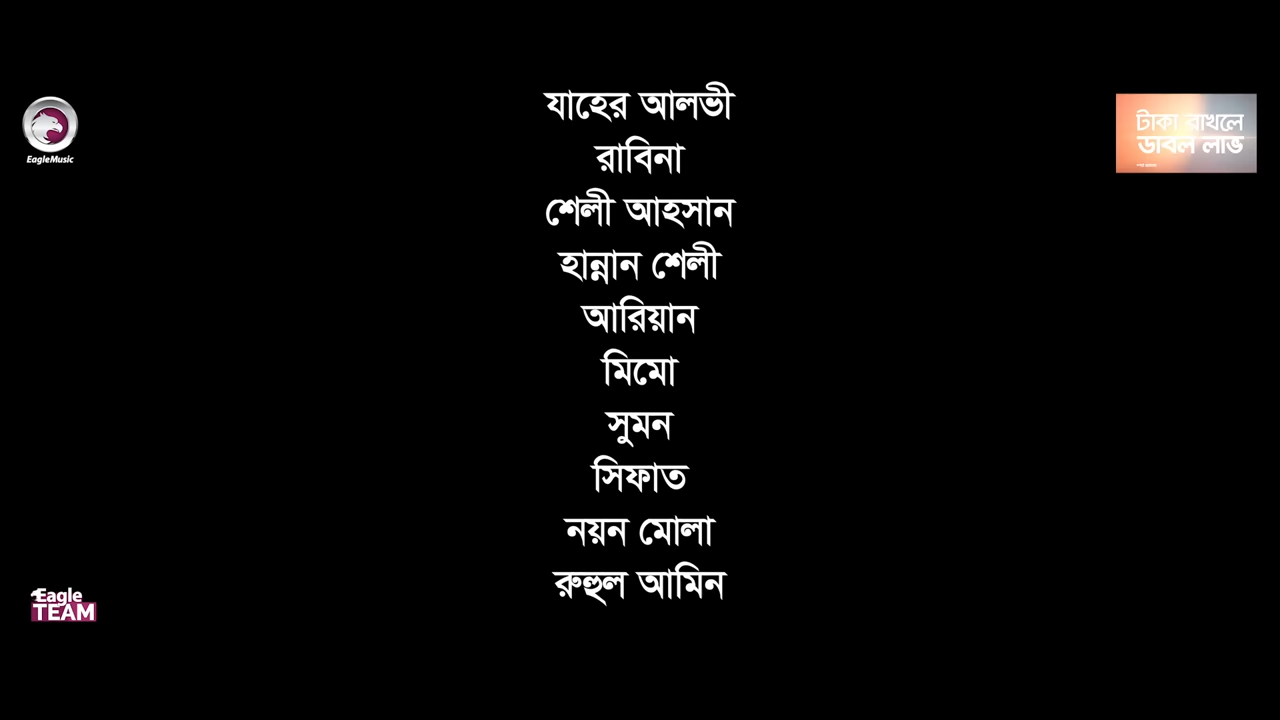 যাহের আলভী
রাবিনা
শেলী আহসান
হান্নান শেলী
আরিয়ান
মিমো
সুমন
সিফাত
নয়ন মোলা
রুহুল আমিন
EagleMusic
টাকা রাখলে
ডাবল লাভ
Eagle
TEAM